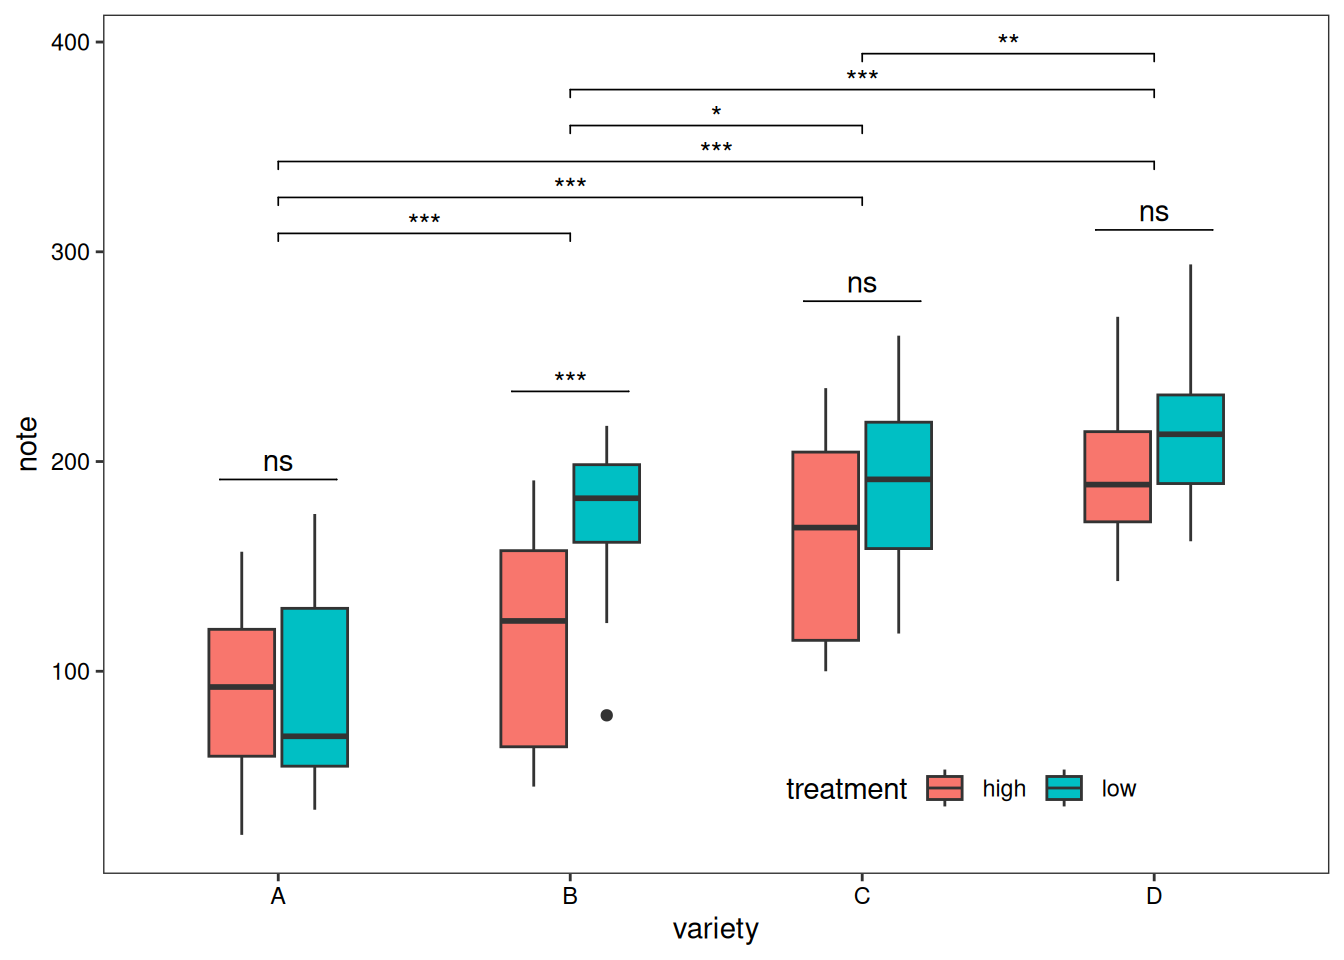 400
**
***
*
***
***
***
ns
300
ns
***
note
200
ns
100
treatment high low
A B C D
variety